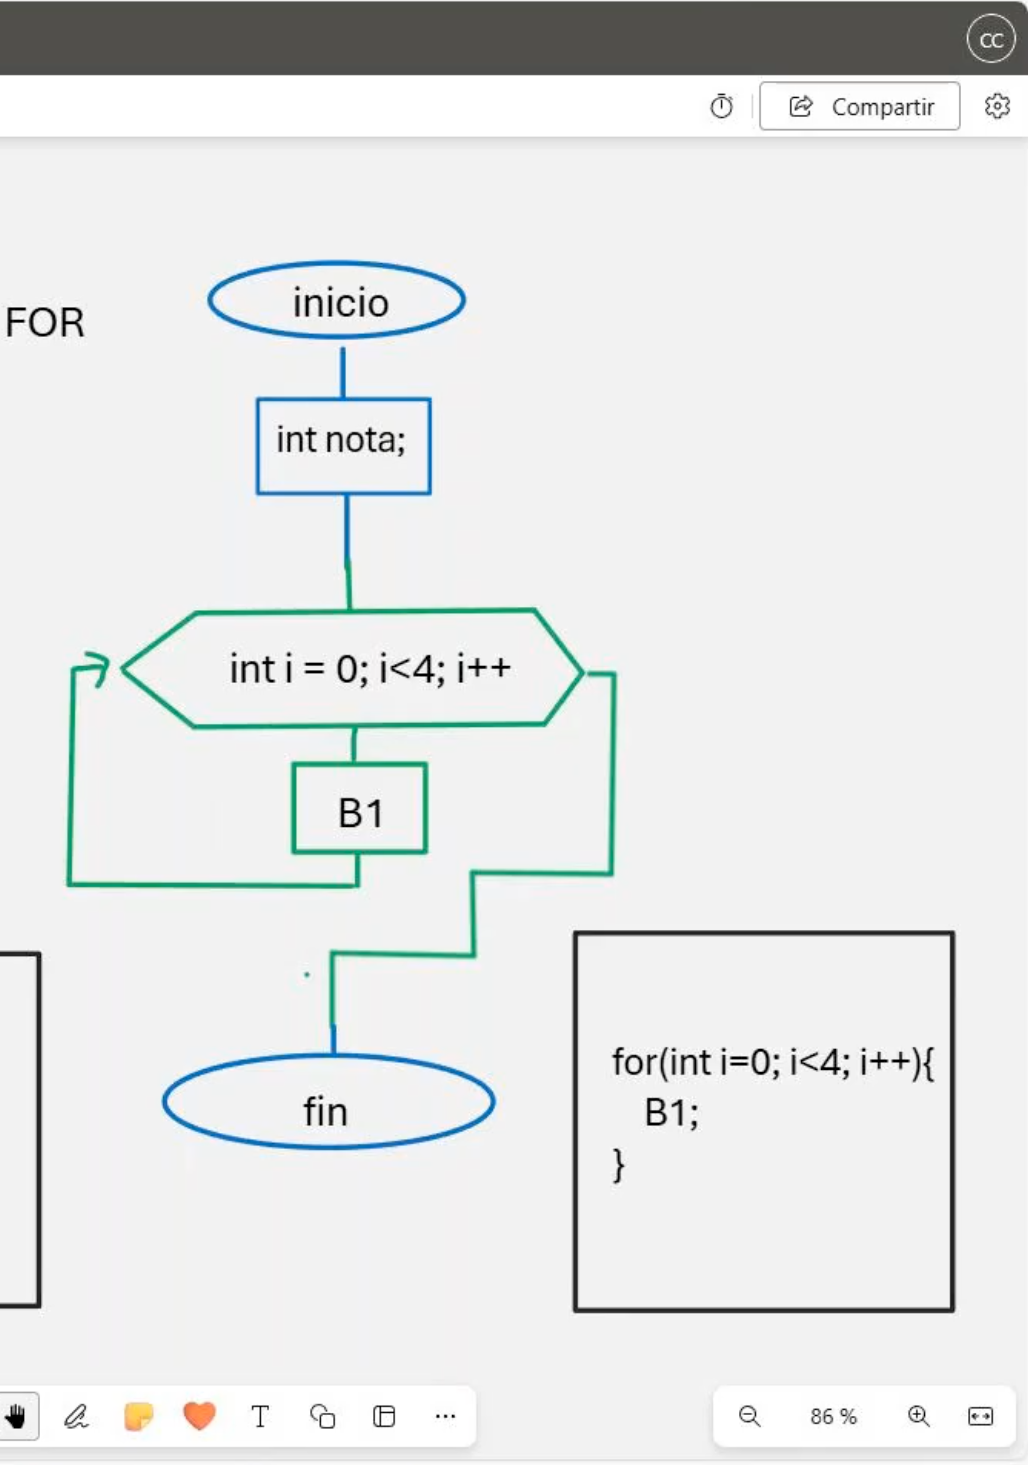 CC
Compartir
FOR
inicio
int nota;
int i = 0; i<4; i++
B1
fin
for(int i=0; i<4; i++){
B1;
}
T
86 %